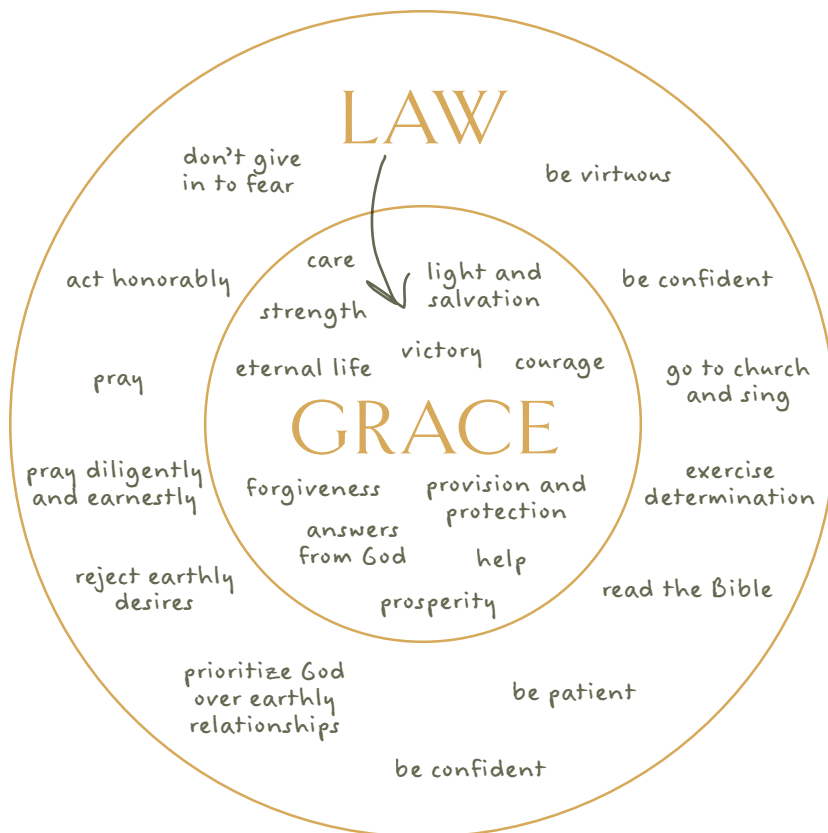 LAW
don't give
in to fear
be virtuous
act honorably
care
light and
salvation
be confident
strength
pray
eternal life
victory
courage
go to church
and sing
GRACE
pray diligently
and earnestly
forgiveness
provision and
protection
exercise
determination
answers
from God
help
reject earthly
desires
prosperity
read the Bible
prioritize God
over earthly
relationships
be patient
be confident